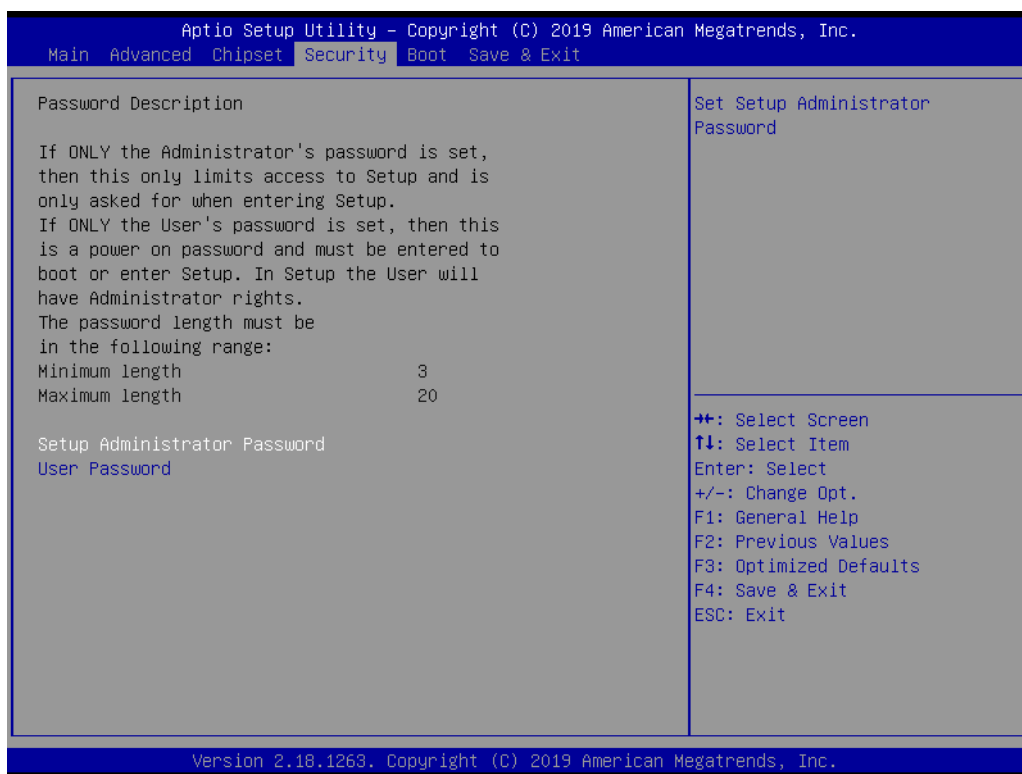 Aptio Setup Utility – Copyright (C) 2019 American Megatrends, Inc.
Main Advanced Chipset Security Boot Save & Exit
Password Description
If ONLY the Administrator's password is set,
then this only limits access to Setup and is
only asked for when entering Setup.
If ONLY the User's password is set, then this
is a power on password and must be entered to
boot or enter Setup. In Setup the User will
have Administrator rights.
The password length must be
in the following range:
Minimum length 3
Maximum length 20
Setup Administrator Password
User Password
Set Setup Administrator
Password
→←: Select Screen
↑↓: Select Item
Enter: Select
+/-: Change Opt.
F1: General Help
F2: Previous Values
F3: Optimized Defaults
F4: Save & Exit
ESC: Exit
Version 2.18.1263. Copyright (C) 2019 American Megatrends, Inc.